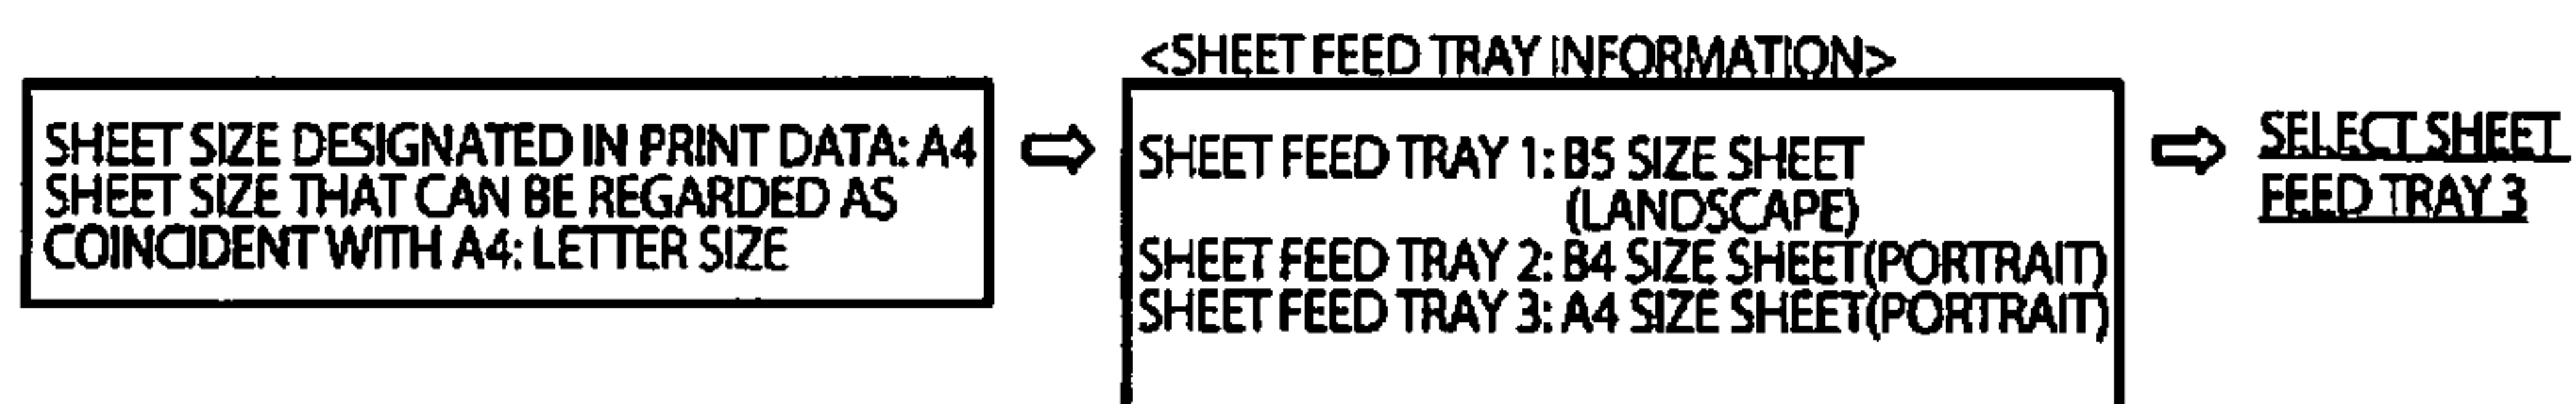 SHEET SIZE DESIGNATED IN PRINT DATA: A4
SHEET SIZE THAT CAN BE REGARDED AS
COINCIDENT WITH A4: LETTER SIZE
<SHEET FEED TRAY INFORMATION>
SHEET FEED TRAY 1: B5 SIZE SHEET
(LANDSCAPE)
SHEET FEED TRAY 2: B4 SIZE SHEET(PORTRAIT)
SHEET FEED TRAY 3: A4 SIZE SHEET(PORTRAIT)
SELECT SHEET
FEED TRAY 3